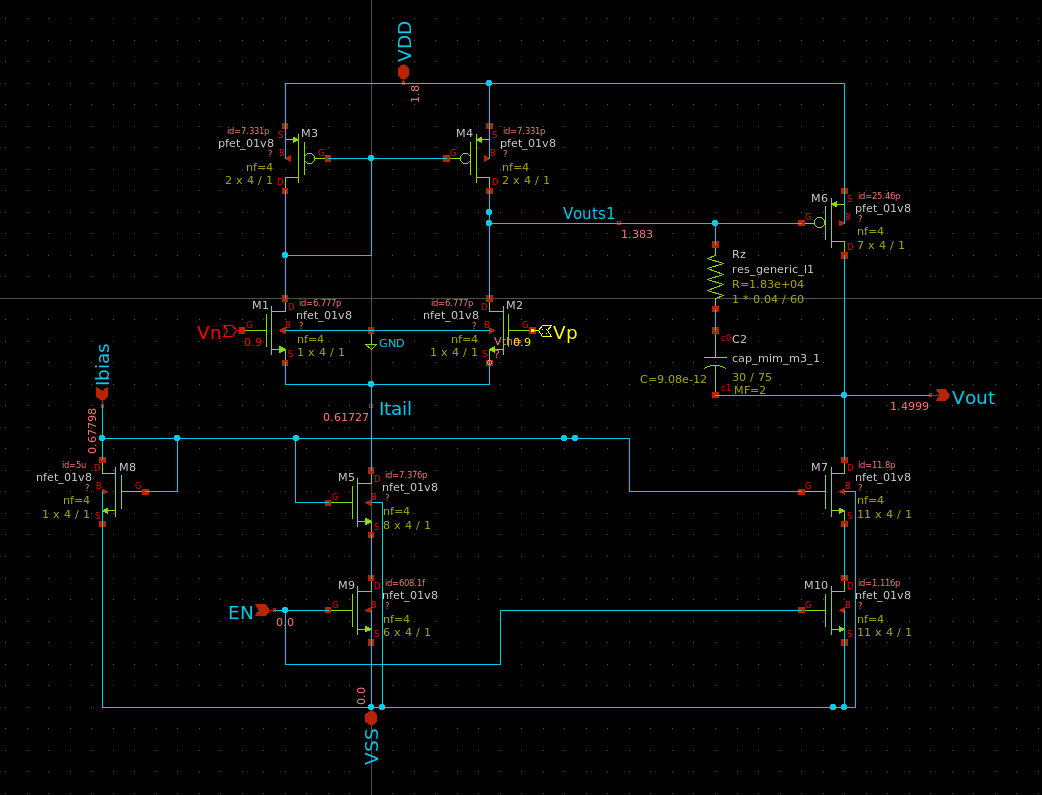 VDD
1.8
id=7.331p
M3
pfet_01v8
?
nf=4
2 x 4 / 1
S
B
D
G
M4
id=7.331p
pfet_01v8
?
nf=4
2 x 4 / 1
G
S
B
D
Vouts1
1.383
M6
id=25.46p
pfet_01v8
?
nf=4
7 x 4 / 1
G
S
B
D
Rz
res_generic_l1
R=1.83e+04
1 * 0.04 / 60
M1
id=6.777p
nfet_01v8
?
nf=4
1 x 4 / 1
G
D
B
S
Vn
0.9
GND
id=6.777p
M2
nfet_01v8
?
nf=4
1 x 4 / 1
D
B
S
G
?
0.9
Vp
c0
C2
cap_mim_m3_1
C=9.08e-12
30 / 75
c1
MF=2
Vout
1.4999
Ibias
0.67798
0.61727
Itail
id=5u
M8
nfet_01v8
?
nf=4
1 x 4 / 1
D
B
S
G
M5
id=7.376p
nfet_01v8
?
nf=4
8 x 4 / 1
G
D
B
S
M7
id=11.8p
nfet_01v8
?
nf=4
11 x 4 / 1
G
D
B
S
EN
0.0
M9
id=608.1f
nfet_01v8
?
nf=4
6 x 4 / 1
G
D
B
S
M10
id=1.116p
nfet_01v8
?
nf=4
11 x 4 / 1
G
D
B
S
0.0
VSS